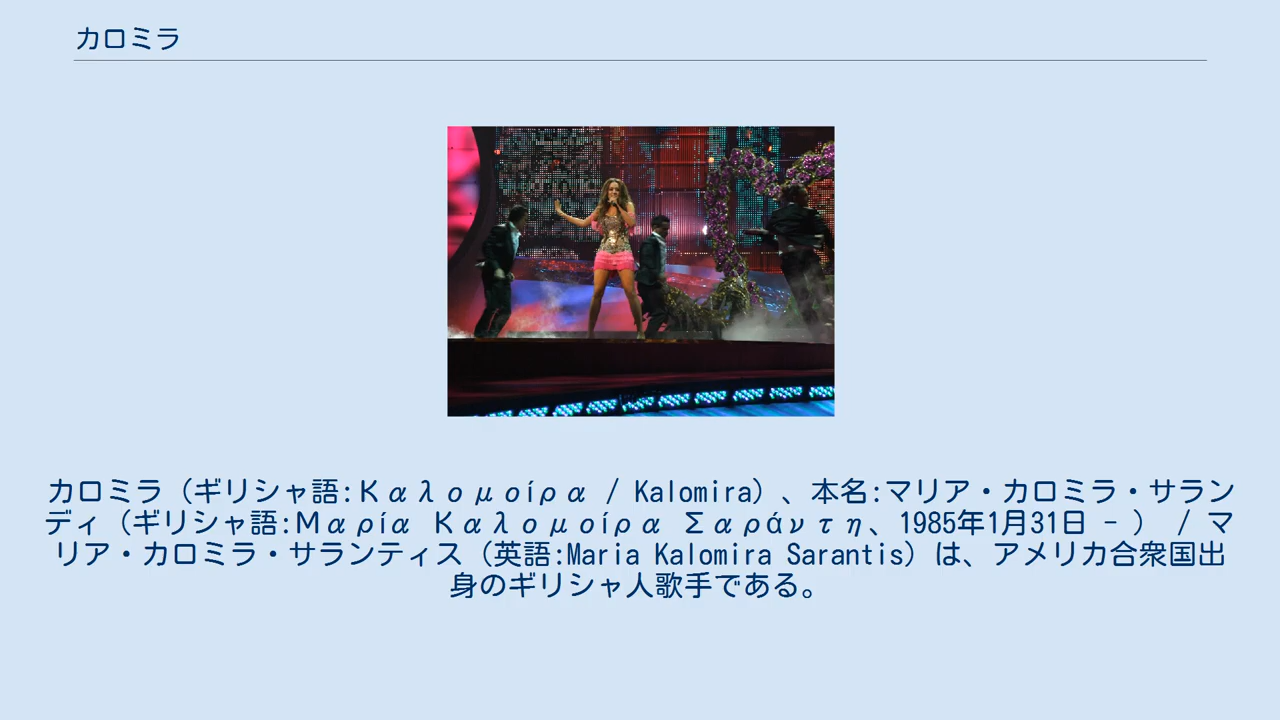 カロミラ
カロミラ（ギリシャ語:Καλομοίρα / Kalomira）、本名:マリア・カロミラ・サラン
ディ（ギリシャ語:Μαρία Καλομοίρα Σαράντη、1985年1月31日 - ） / マ
リア・カロミラ・サランティス（英語:Maria Kalomira Sarantis）は、アメリカ合衆国出
身のギリシャ人歌手である。